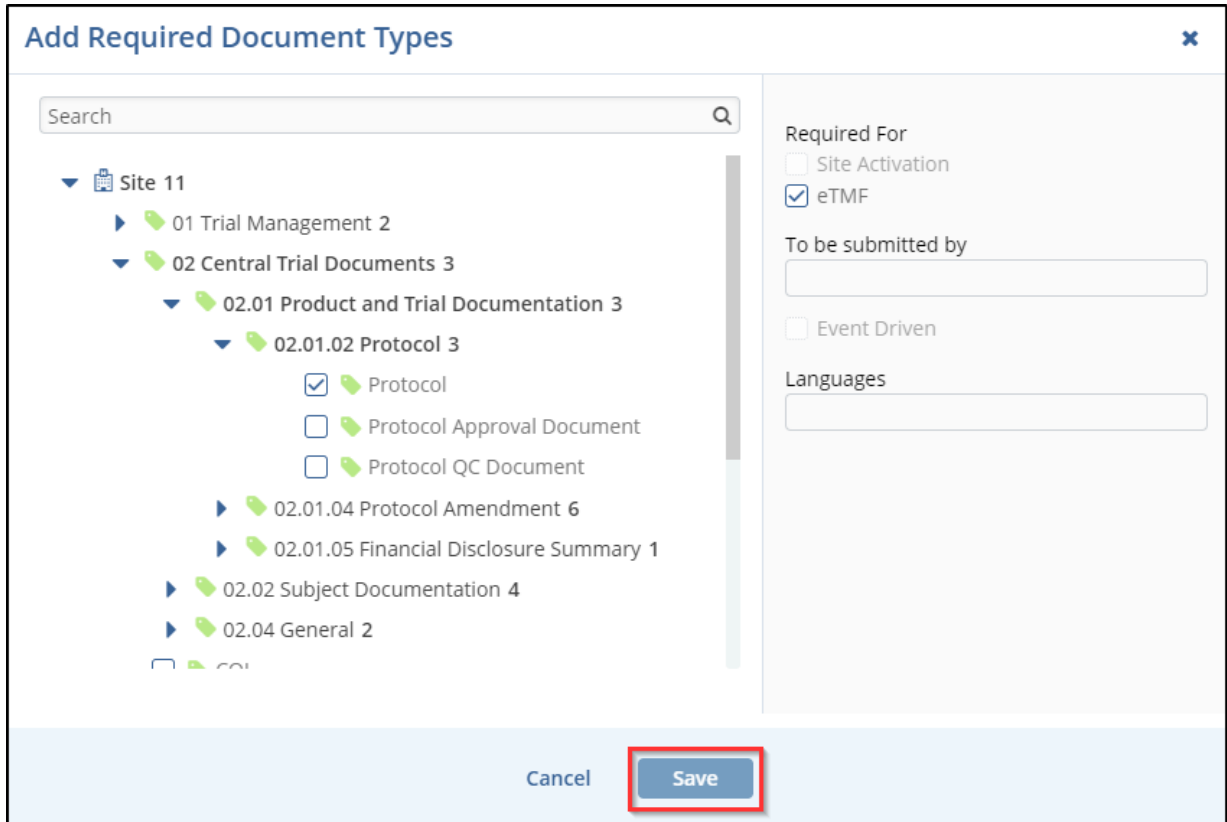 Add Required Document Types
Search
Site 11
01 Trial Management 2
02 Central Trial Documents 3
02.01 Product and Trial Documentation 3
02.01.02 Protocol 3
Protocol
Protocol Approval Document
Protocol QC Document
02.01.04 Protocol Amendment 6
02.01.05 Financial Disclosure Summary 1
02.02 Subject Documentation 4
02.04 General 2
Required For
Site Activation
eTMF
To be submitted by
Event Driven
Languages
Cancel
Save